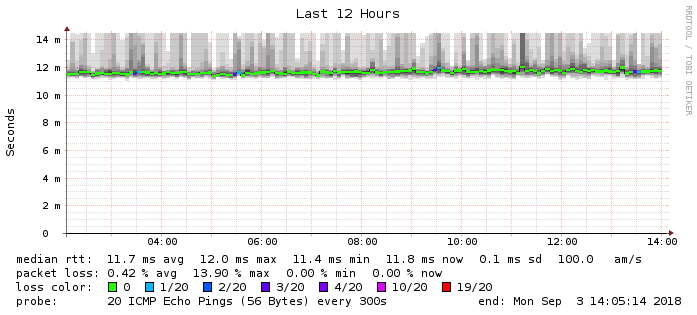 Last 12 Hours
RRDTOOL / TOBI OETIKER
Seconds
14 m
12 m
10 m
8 m
6 m
4 m
2 m
0
04:00 06:00 08:00 10:00 12:00 14:00
median rtt: 11.7 ms avg 12.0 ms max 11.4 ms min 11.8 ms now 0.1 ms sd 100.0 am/s
packet loss: 0.42 % avg 13.90 % max 0.00 % min 0.00 % now
loss color: 0 1/20 2/20 3/20 4/20 10/20 19/20
probe: 20 ICMP Echo Pings (56 Bytes) every 300s end: Mon Sep 3 14:05:14 2018